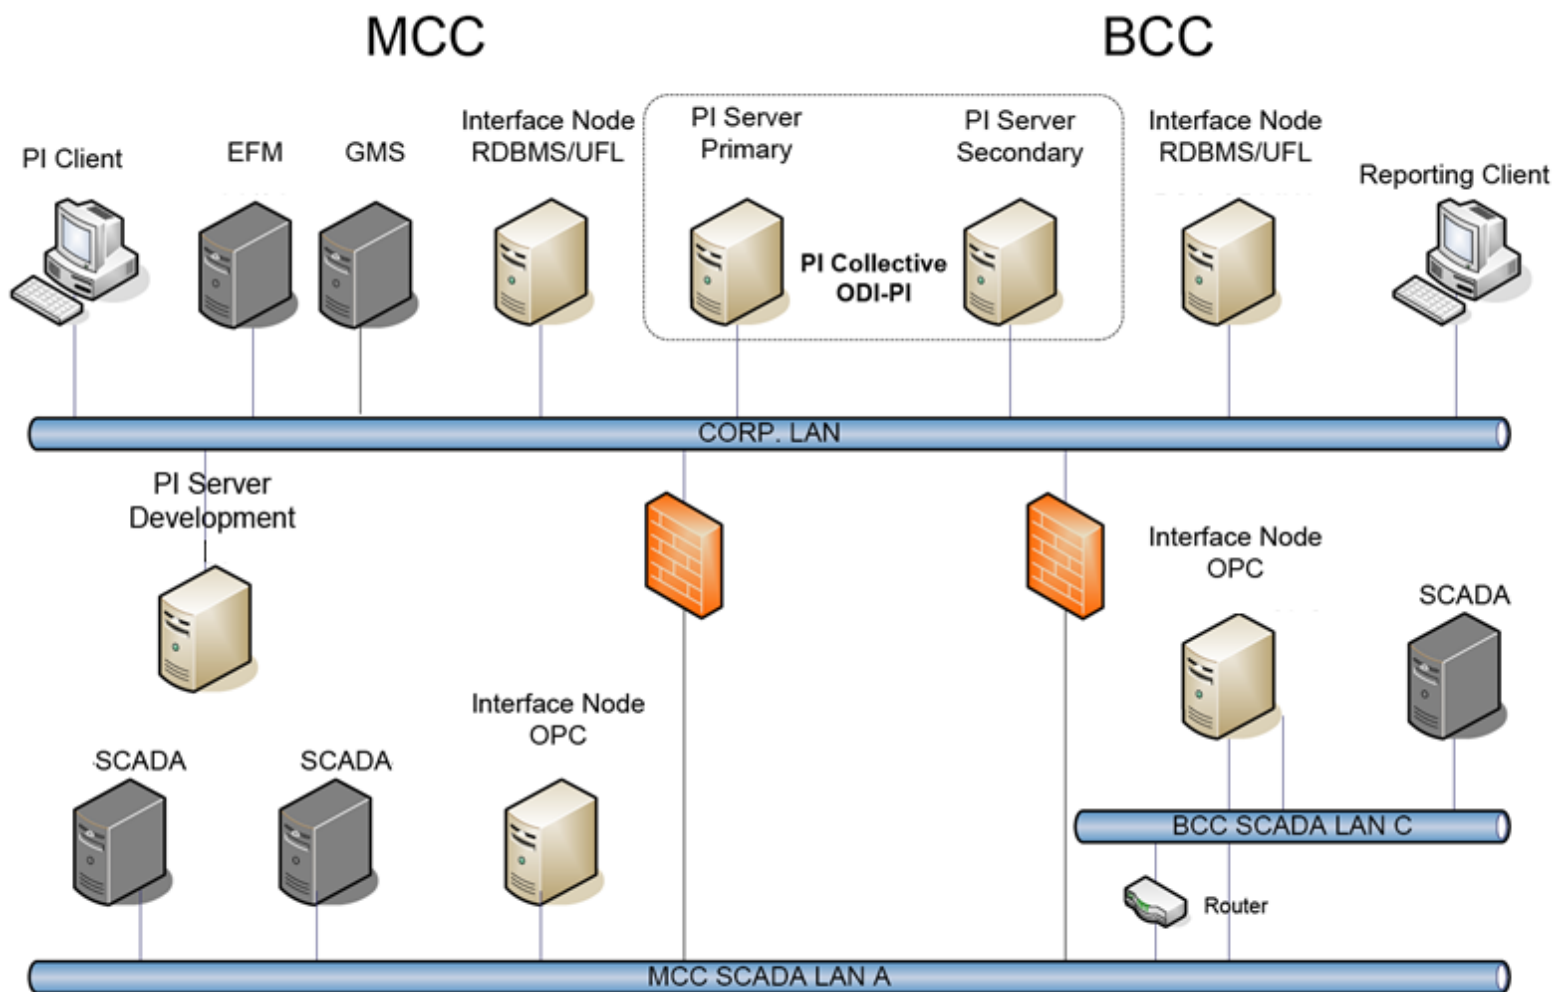 MCC
BCC
PI Client
EFM
GMS
Interface Node
RDBMS/UFL
PI Server
Primary
PI Server
Secondary
Interface Node
RDBMS/UFL
Reporting Client
PI Collective
ODI-PI
CORP. LAN
PI Server
Development
Interface Node
OPC
SCADA
Interface Node
OPC
SCADA
SCADA
BCC SCADA LAN C
Router
MCC SCADA LAN A